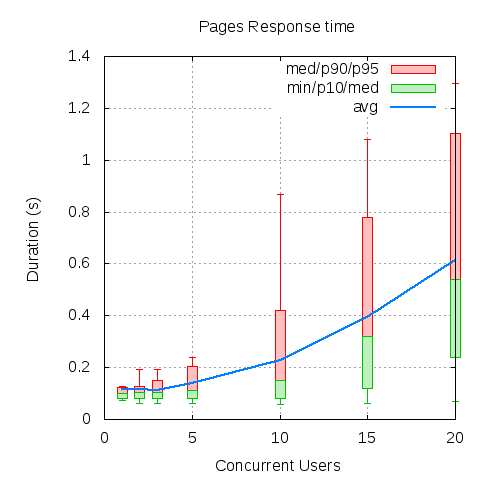 Pages Response time
1.4
1.2
1
0.8
0.6
0.4
0.2
0
Duration (s)
med/p90/p95
min/p10/med
avg
0 5 10 15 20
Concurrent Users